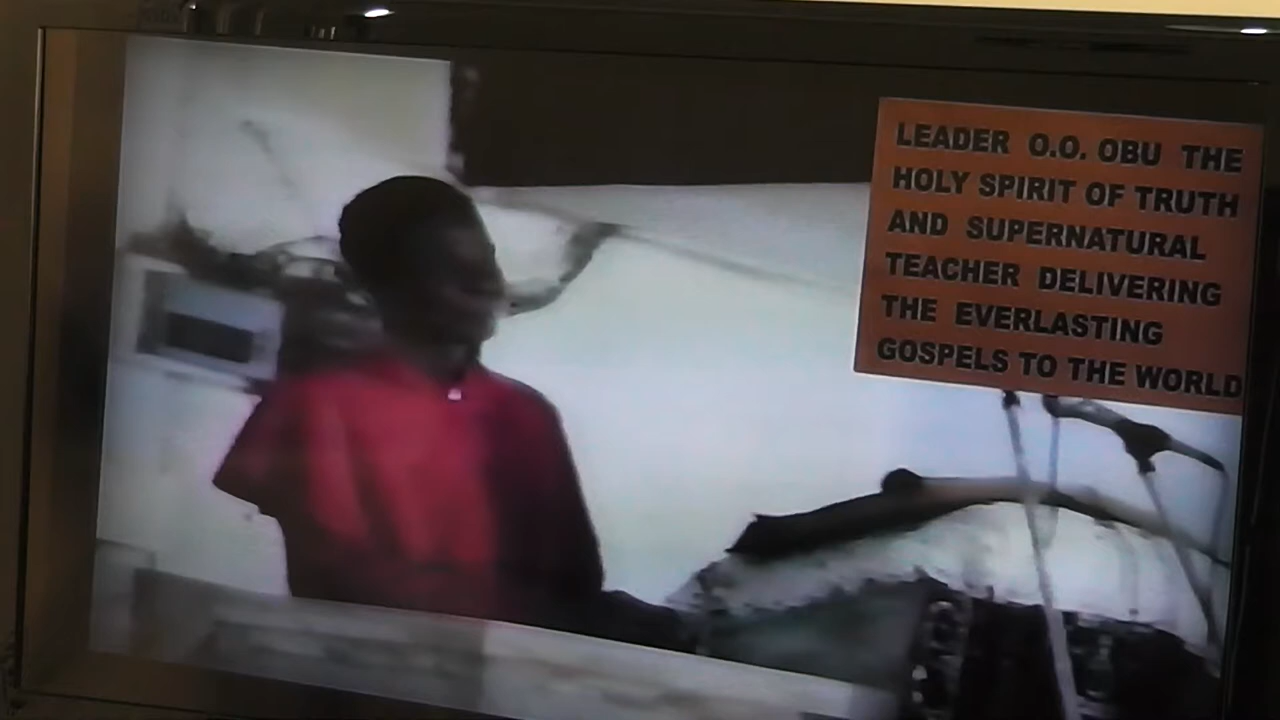 LEADER O.O. OBU THE
HOLY SPIRIT OF TRUTH
AND SUPERNATURAL
TEACHER DELIVERING
THE EVERLASTING
GOSPELS TO THE WORLD